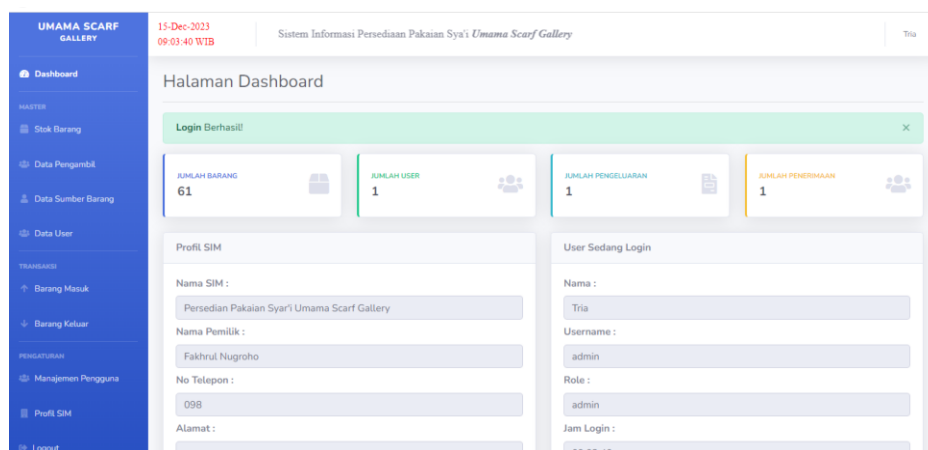 UMAMA SCARF
GALLERY
Dashboard
MASTER
Stok Barang
Data Pengambil
Data Sumber Barang
Data User
TRANSAKSI
Barang Masuk
Barang Keluar
PENGATURAN
Manajemen Pengguna
Profil SIM
Logout
15-Dec-2023
09:03:40 WIB
Sistem Informasi Persediaan Pakaian Sya'i Umama Scarf Gallery
Tria
Halaman Dashboard
Login Berhasil!
×
JUMLAH BARANG
61
JUMLAH USER
1
JUMLAH PENGELUARAN
1
JUMLAH PENERIMAAN
1
Profil SIM
Nama SIM :
Persedian Pakaian Syar'i Umama Scarf Gallery
Nama Pemilik :
Fakhrul Nugroho
No Telepon :
098
Alamat :
User Sedang Login
Nama :
Tria
Username :
admin
Role :
admin
Jam Login :